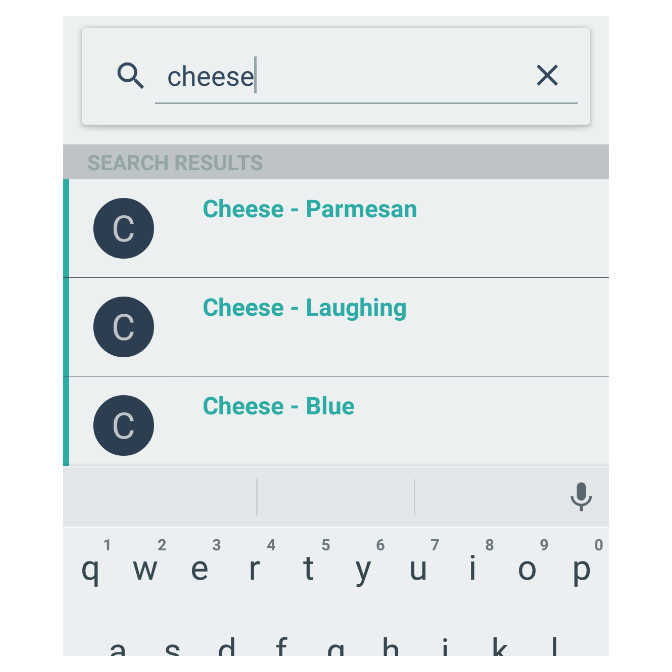 cheese
SEARCH RESULTS
C Cheese - Parmesan
C Cheese - Laughing
C Cheese - Blue
1 2 3 4 5 6 7 8 9 0
q w e r t y u i o p
a s d f g h j k l